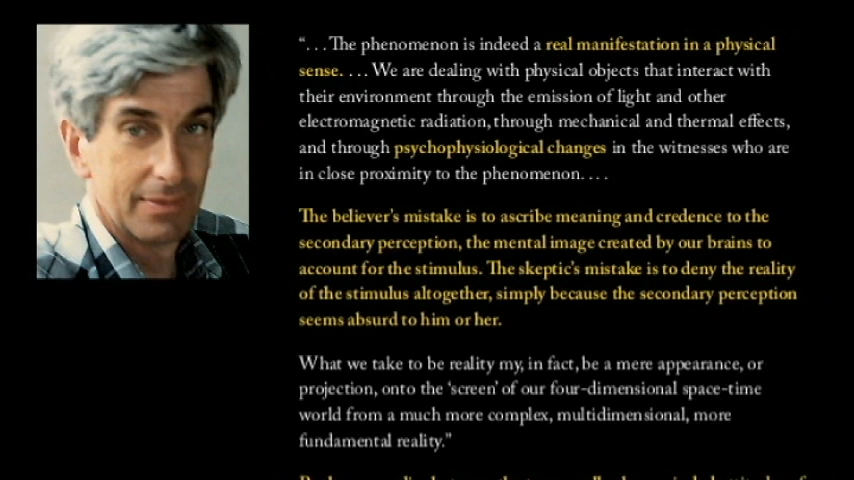 “. . . The phenomenon is indeed a real manifestation in a physical
sense. . . . We are dealing with physical objects that interact with
their environment through the emission of light and other
electromagnetic radiation, through mechanical and thermal effects,
and through psychophysiological changes in the witnesses who are
in close proximity to the phenomenon. . . .
The believer’s mistake is to ascribe meaning and credence to the
secondary perception, the mental image created by our brains to
account for the stimulus. The skeptic’s mistake is to deny the reality
of the stimulus altogether, simply because the secondary perception
seems absurd to him or her.
What we take to be reality my, in fact, be a mere appearance, or
projection, onto the ‘screen’ of our four-dimensional space-time
world from a much more complex, multidimensional, more
fundamental reality.”